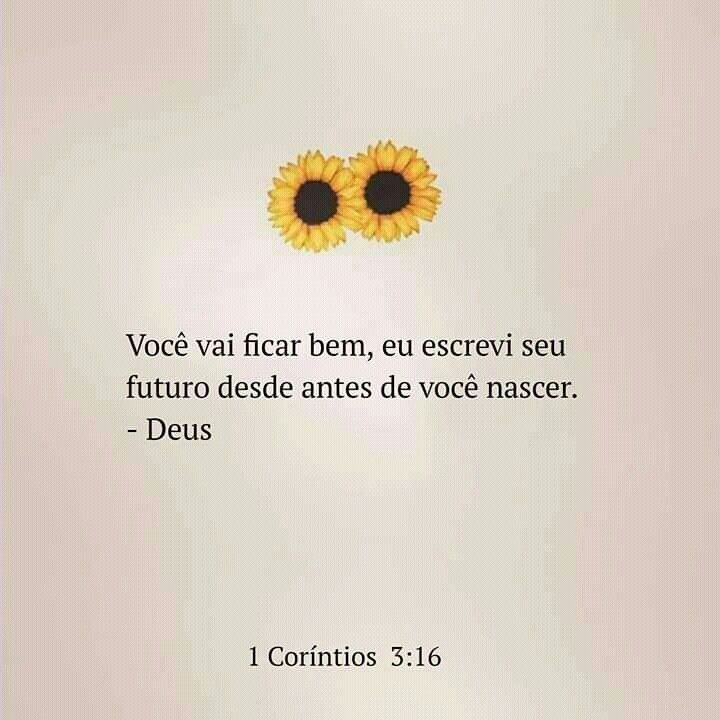 Você vai ficar bem, eu escrevi seu
futuro desde antes de você nascer.
- Deus
1 Coríntios 3:16